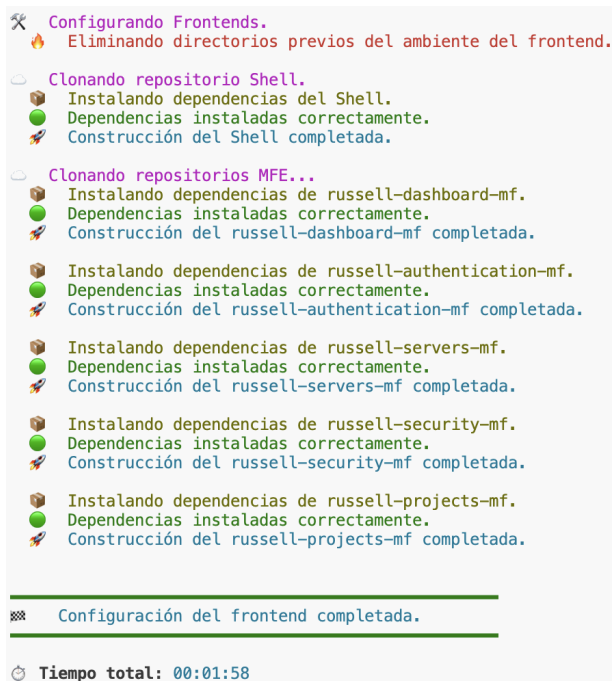 Configurando Frontends.
Eliminando directorios previos del ambiente del frontend.
Clonando repositorio Shell.
Instalando dependencias del Shell.
Dependencias instaladas correctamente.
Construcción del Shell completada.
Clonando repositorios MFE...
Instalando dependencias de russell-dashboard-mf.
Dependencias instaladas correctamente.
Construcción del russell-dashboard-mf completada.
Instalando dependencias de russell-authentication-mf.
Dependencias instaladas correctamente.
Construcción del russell-authentication-mf completada.
Instalando dependencias de russell-servers-mf.
Dependencias instaladas correctamente.
Construcción del russell-servers-mf completada.
Instalando dependencias de russell-security-mf.
Dependencias instaladas correctamente.
Construcción del russell-security-mf completada.
Instalando dependencias de russell-projects-mf.
Dependencias instaladas correctamente.
Construcción del russell-projects-mf completada.
Configuración del frontend completada.
Tiempo total: 00:01:58